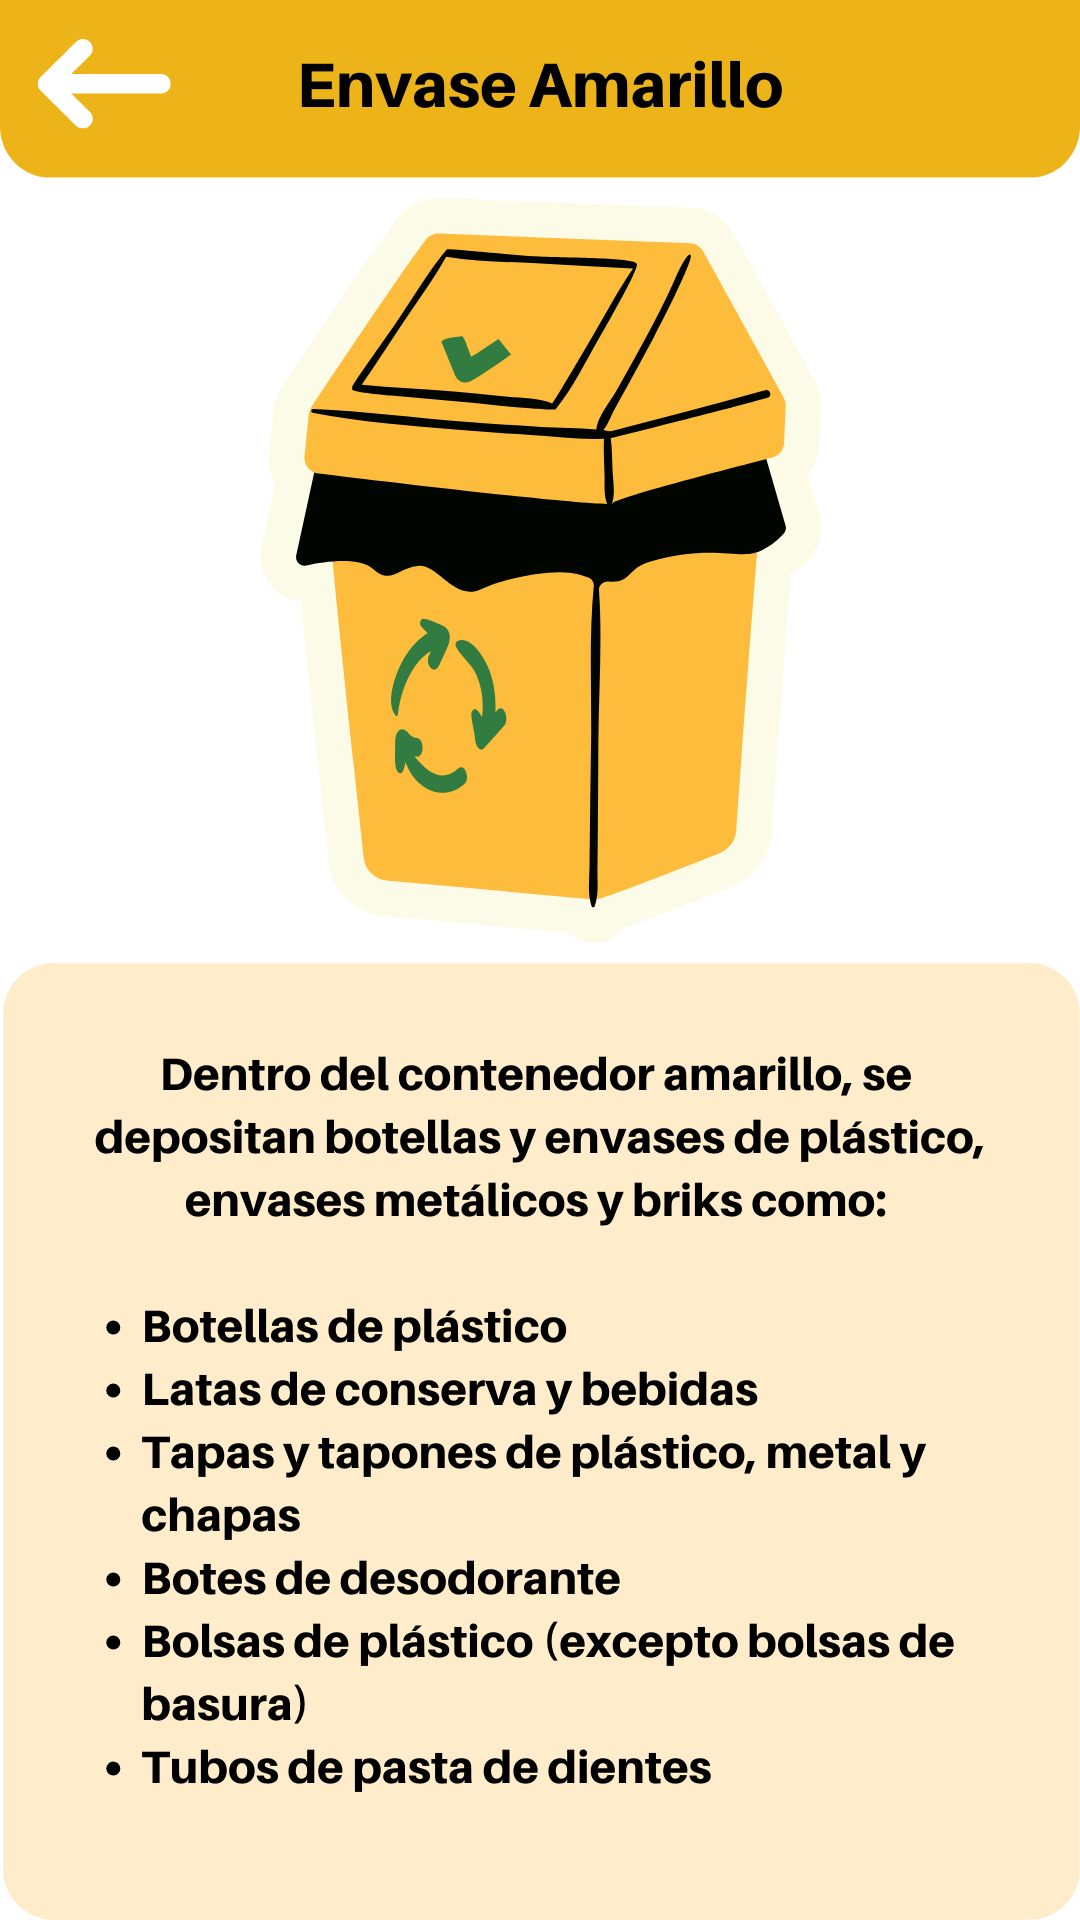 Envase Amarillo
Dentro del contenedor amarillo, se
depositan botellas y envases de plástico,
envases metálicos y briks como:
• Botellas de plástico
• Latas de conserva y bebidas
• Tapas y tapones de plástico, metal y
chapas
• Botes de desodorante
• Bolsas de plástico (excepto bolsas de
basura)
• Tubos de pasta de dientes